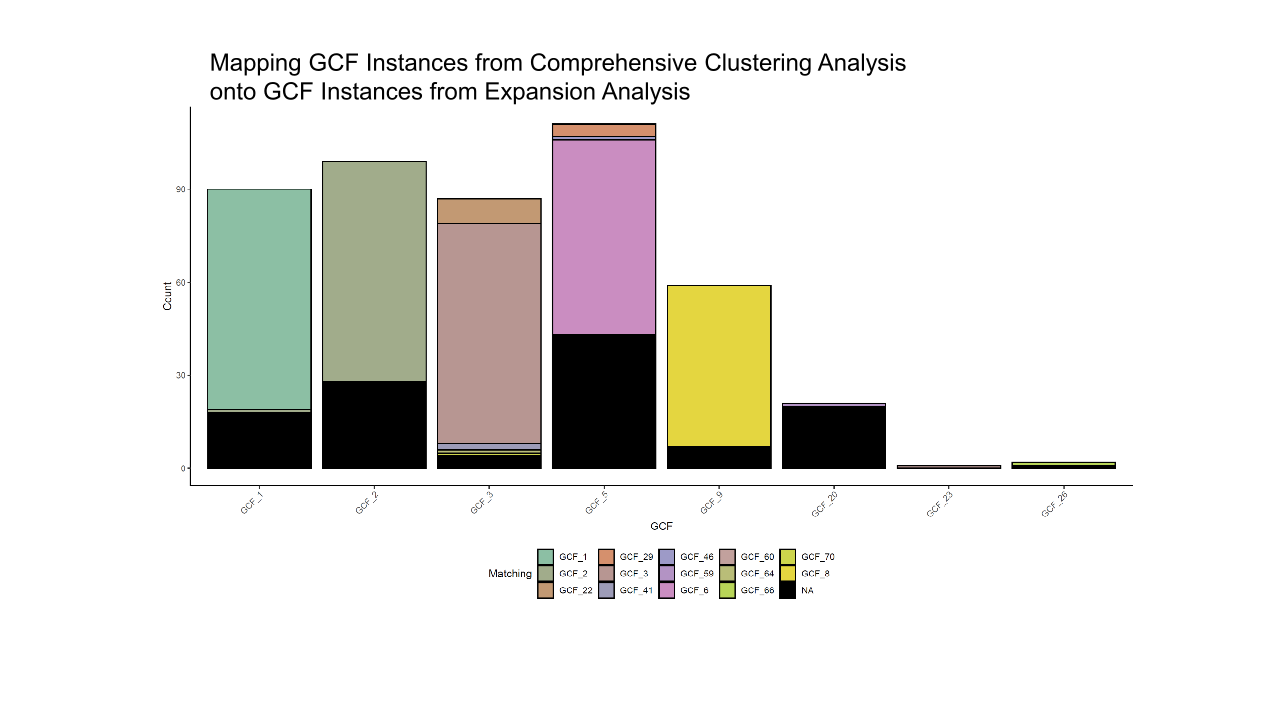 Mapping GCF Instances from Comprehensive Clustering Analysis
onto GCF Instances from Expansion Analysis
90
60
30
0
Ccunt
GCF_1
GCF_2
GCF_3
GCF_5
GCF_9
GCF_20
GCF_23
GCF_26
GCF
Matching
GCF_1
GCF_29
GCF_46
GCF_60
GCF_70
GCF_2
GCF_3
GCF_59
GCF_64
GCF_8
GCF_22
GCF_41
GCF_6
GCF_66
NA